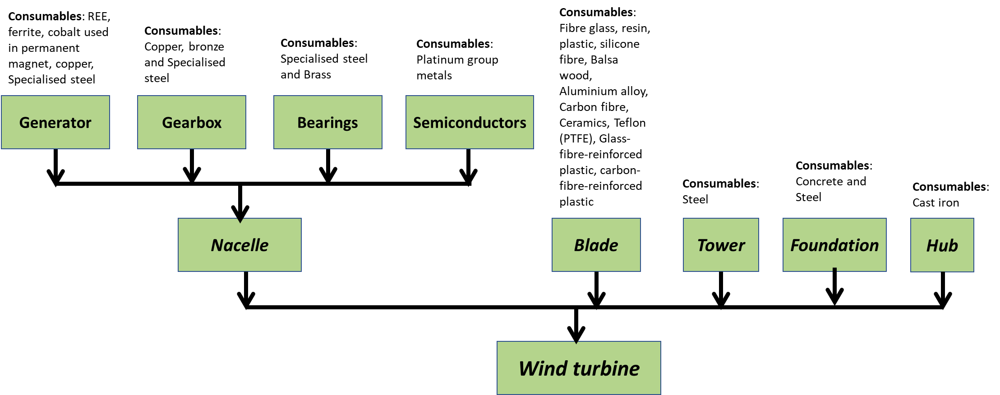 Consumables: REE,
ferrite, cobalt used
in permanent
magnet, copper,
Specialised steel
Consumables:
Copper, bronze
and Specialised
steel
Consumables:
Specialised steel
and Brass
Consumables:
Platinum group
metals
Consumables:
Fibre glass, resin,
plastic, silicone
fibre, Balsa
wood,
Aluminium alloy,
Carbon fibre,
Ceramics, Teflon
(PTFE), Glass-
fibre-reinforced
plastic, carbon-
fibre-reinforced
plastic
Consumables:
Steel
Consumables:
Concrete and
Steel
Consumables:
Cast iron
Generator
Gearbox
Bearings
Semiconductors
Nacelle
Blade
Tower
Foundation
Hub
Wind turbine